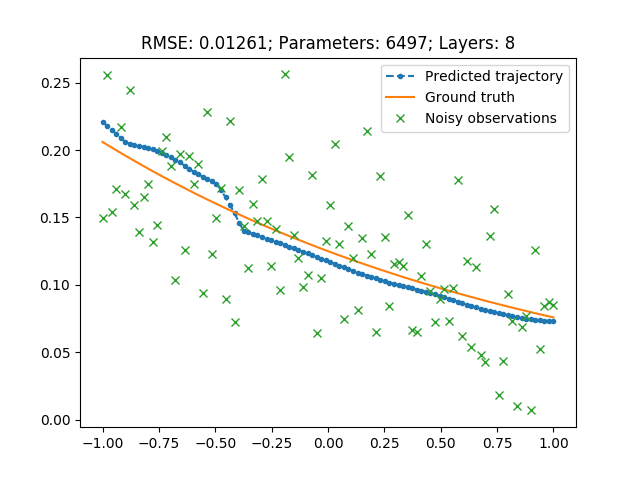 RMSE: 0.01261; Parameters: 6497; Layers: 8
Predicted trajectory
Ground truth
Noisy observations
0.25
0.20
0.15
0.10
0.05
0.00
−1.00 −0.75 −0.50 −0.25 0.00 0.25 0.50 0.75 1.00